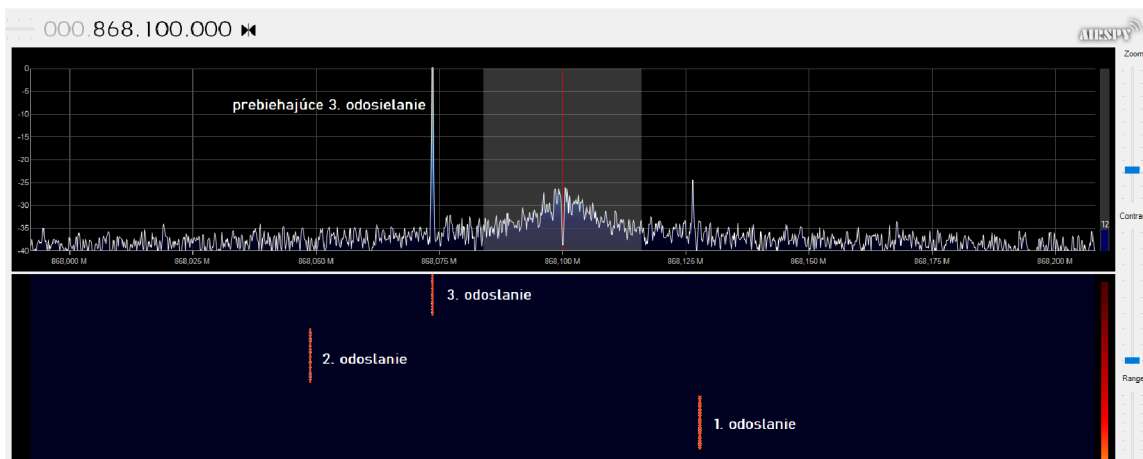 000.868.100.000
AIRSPY
Zoom
0
-5
prebiehajúce 3. odosielanie
-10
-15
-20
-25
-30
-35
-40
12
Contra
868,000 M
868,025 M
868,050 M
868,075 M
868,100 M
868,125 M
868,150 M
868,175 M
868,200 M
3. odoslanie
2. odoslanie
Range
1. odoslanie